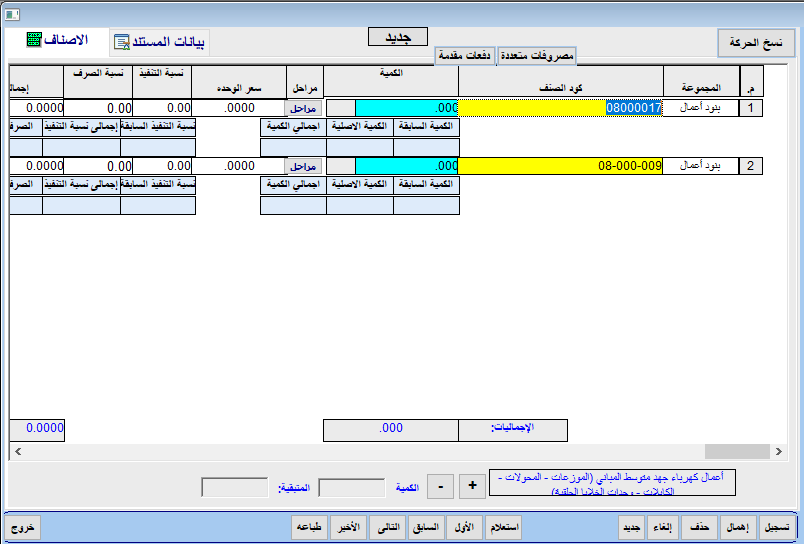 الاصناف
بيانات المستند
جديد
نسخ الحركة
دفعات مقدمة
مصروفات متعددة
م.
المجموعة
كود الصنف
الكمية
مراحل
سعر الوحده
نسبة التنفيذ
نسبة الصرف
إجمال
1
بنود أعمال
08000017
.000
مراحل
.0000
0.00
0.00
0.0000
الكمية السابقة
الكمية الاصلية
اجمالي الكمية
نسبة التنفيذ السابقة
إجمالى نسبة التنفيذ
الصرف
2
بنود أعمال
08-000-009
.000
مراحل
.0000
0.00
0.00
0.0000
الكمية السابقة
الكمية الاصلية
اجمالي الكمية
نسبة التنفيذ السابقة
إجمالى نسبة التنفيذ
الصرف
الإجماليات:
.000
0.0000
أعمال كهرباء جهد متوسط المباني (الموزعات - المحولات -
الكابلات - وحدات الخلايا الحلقية)
+
-
الكمية
المتبقية:
تسجيل
إهمال
حذف
إلغاء
جديد
استعلام
الأول
السابق
التالى
الأخير
طباعه
خروج